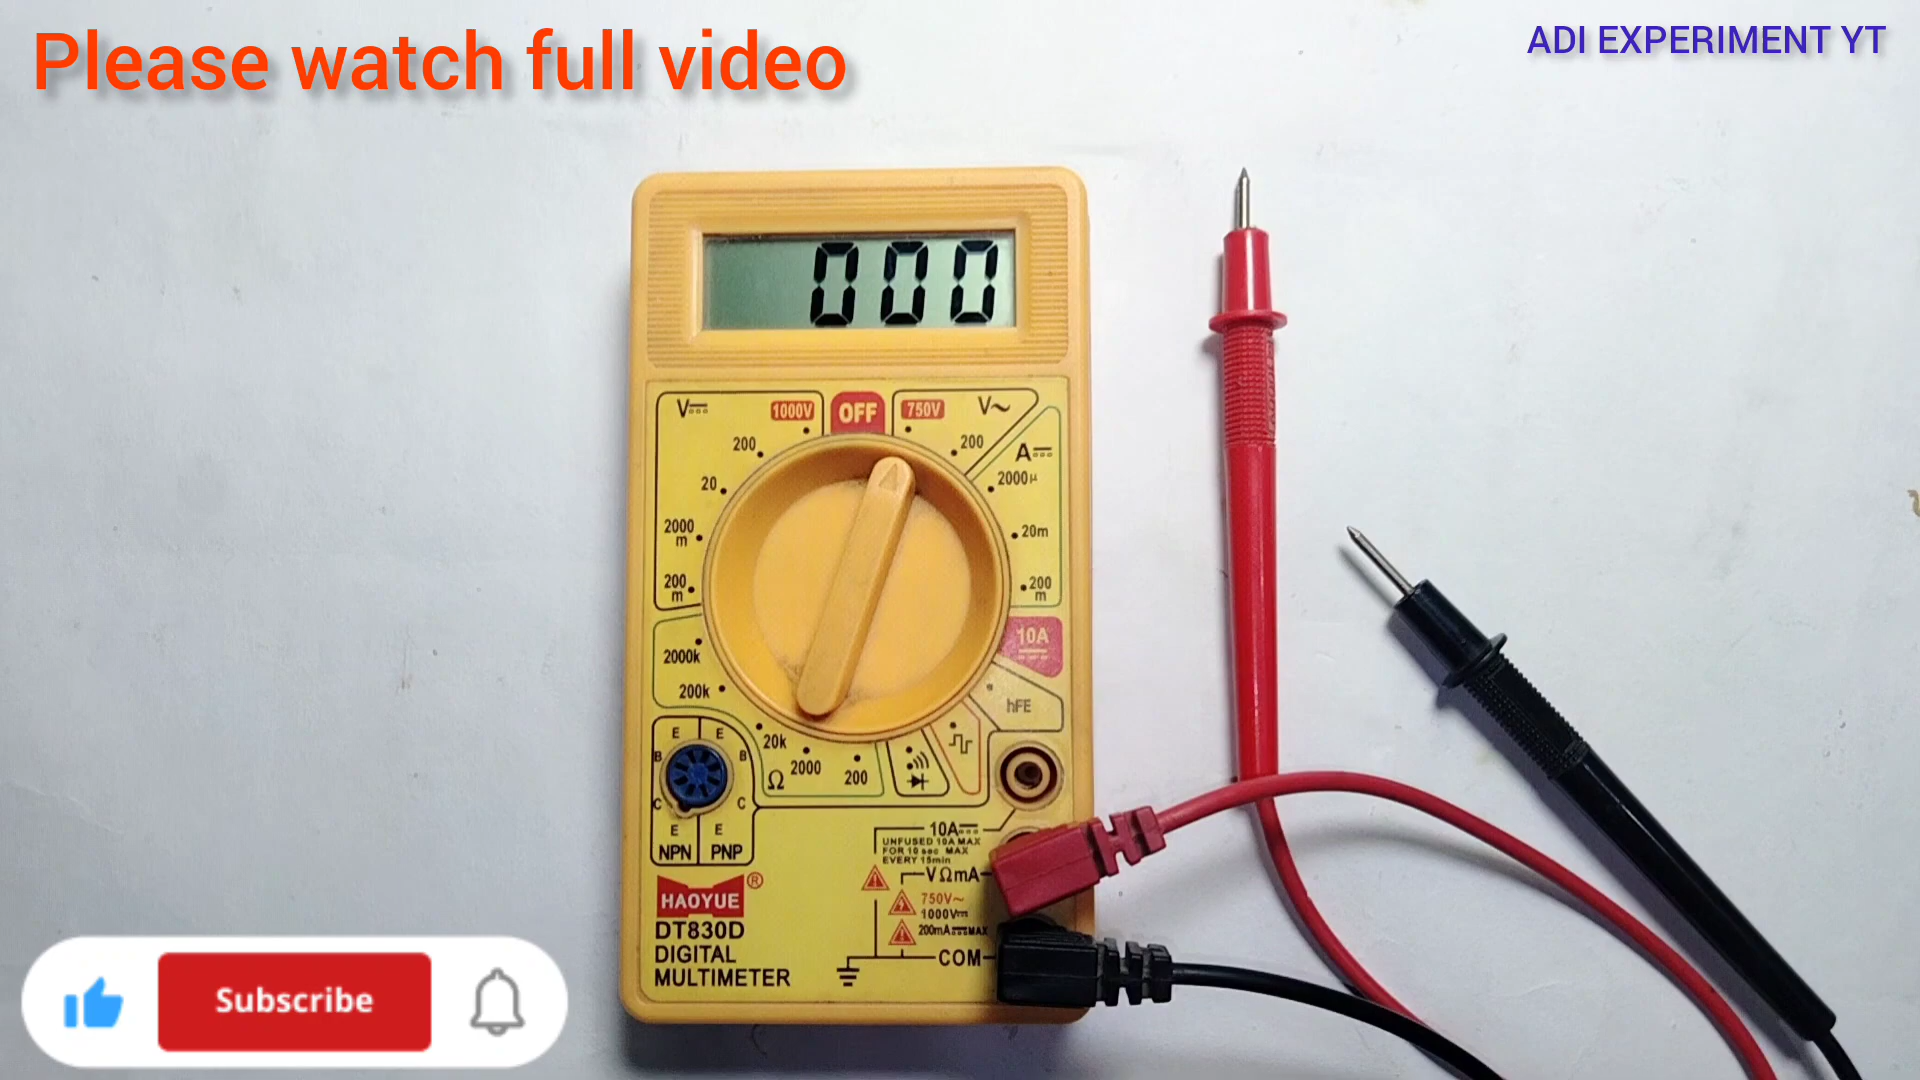 Please watch full video
ADI EXPERIMENT YT
000
V 1000V OFF 750V V~
200 200
A
20 2000µ
2000
m
20m
200
m
200
m
2000k 10A
200k hFE
20k
Ω 2000 200
E E
B B
C C
E E
NPN PNP
10A
UNFUSED 10A MAX
FOR 10 sec MAX
EVERY 15min
VΩmA
750V~
1000V
200mA MAX
COM
HAOYUE ®
DT830D
DIGITAL
MULTIMETER
Subscribe